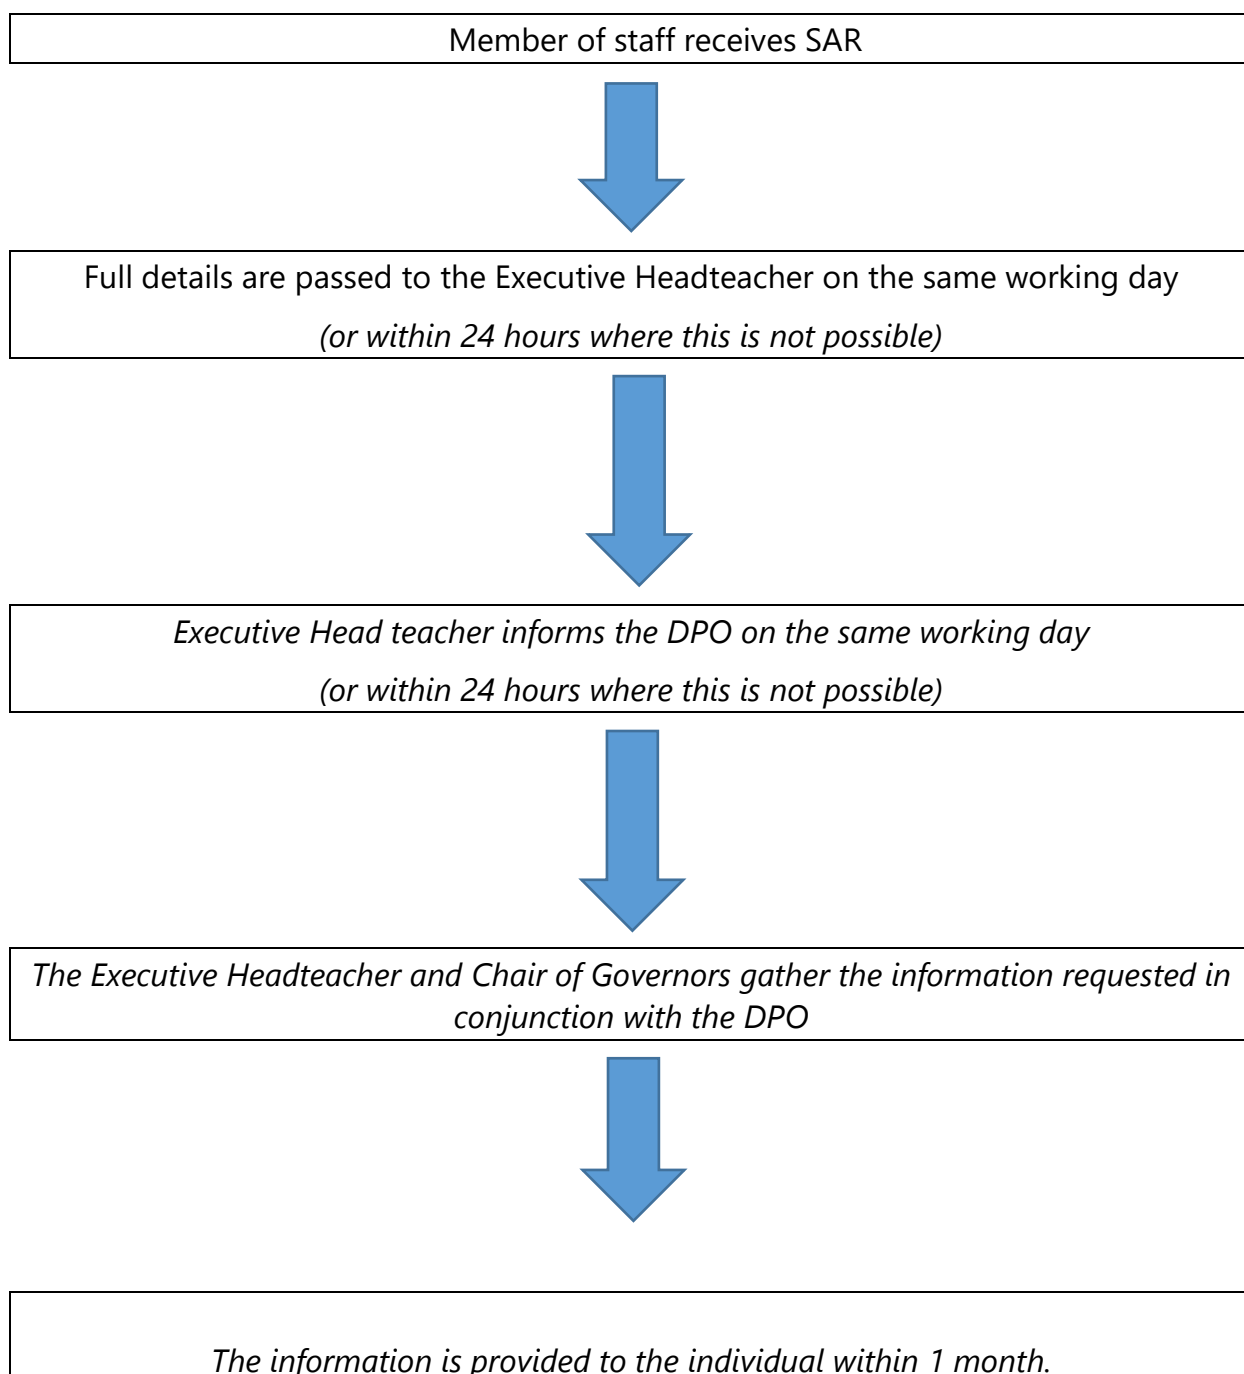 Member of staff receives SAR
Full details are passed to the Executive Headteacher on the same working day
(or within 24 hours where this is not possible)
Executive Head teacher informs the DPO on the same working day
(or within 24 hours where this is not possible)
The Executive Headteacher and Chair of Governors gather the information requested in
conjunction with the DPO
The information is provided to the individual within 1 month.